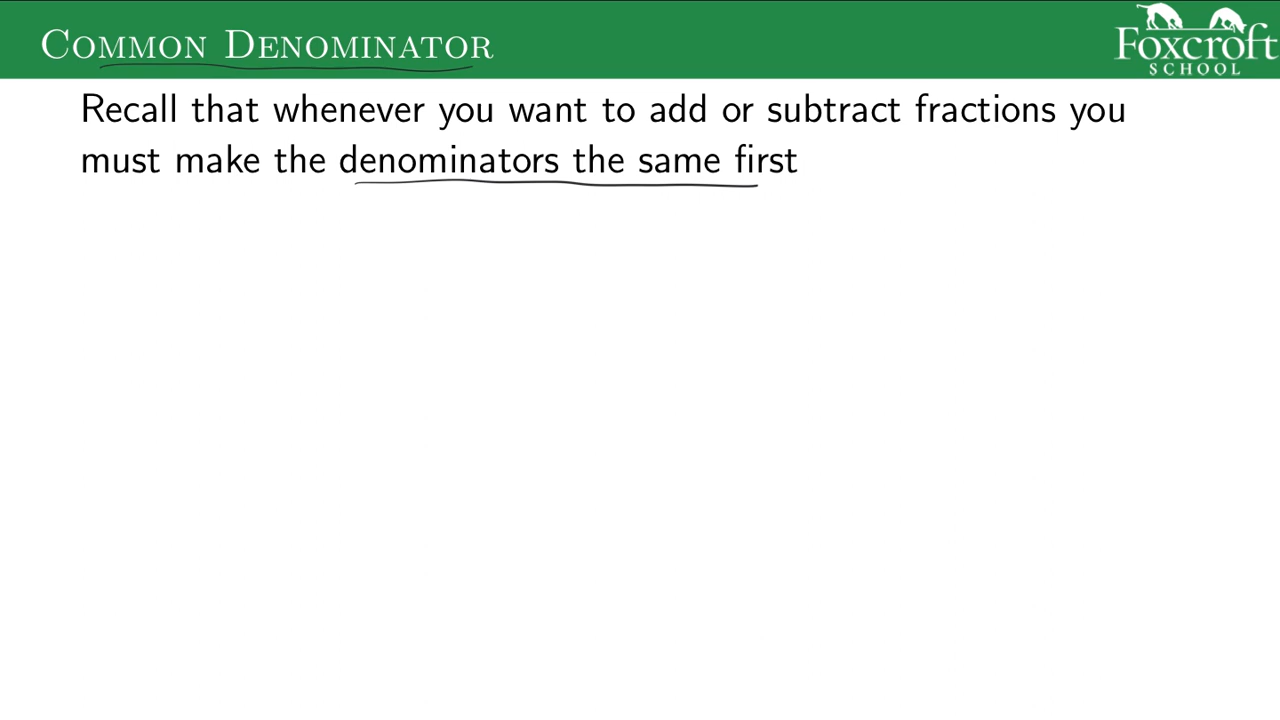 Common Denominator
Foxcroft
SCHOOL
Recall that whenever you want to add or subtract fractions you
must make the denominators the same first